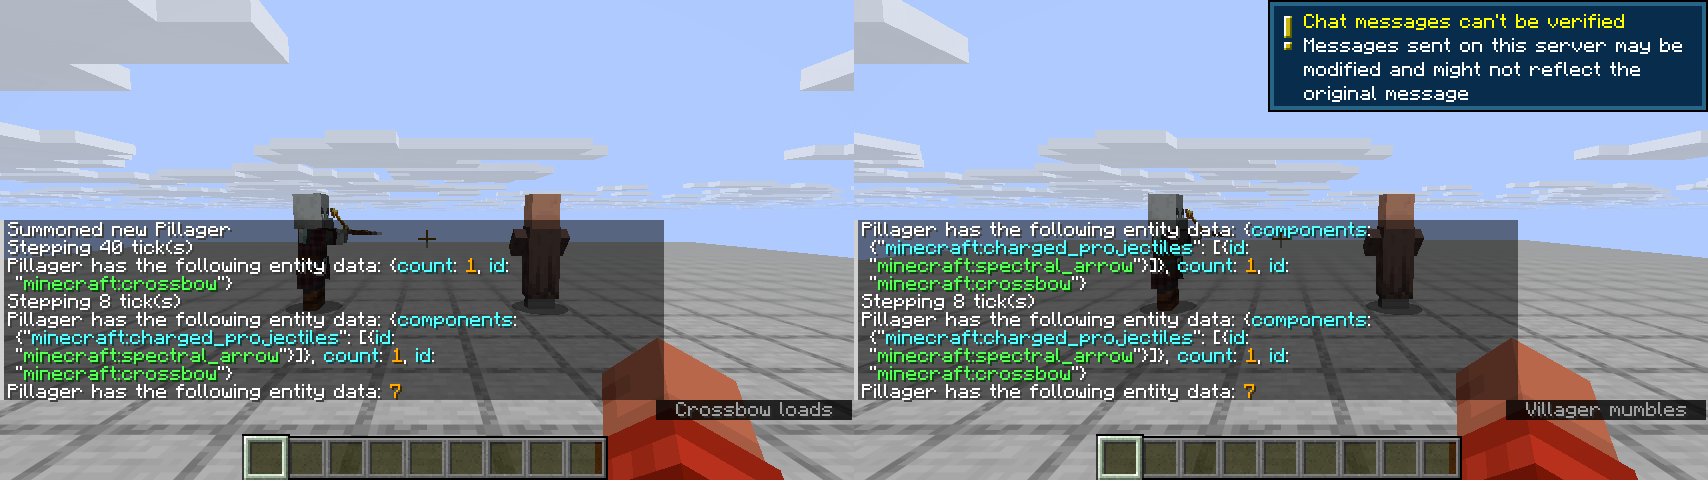 Summoned new Pillager
Stepping 40 tick(s)
Pillager has the following entity data: {count: 1, id:
"minecraft:crossbow"}
Stepping 8 tick(s)
Pillager has the following entity data: {components:
{"minecraft:charged_projectiles": [{id:
"minecraft:spectral_arrow"}]}, count: 1, id:
"minecraft:crossbow"}
Pillager has the following entity data: 7
Crossbow loads
Chat messages can't be verified
Messages sent on this server may be
modified and might not reflect the
original message
Pillager has the following entity data: {components:
{"minecraft:charged_projectiles": [{id:
"minecraft:spectral_arrow"}]}, count: 1, id:
"minecraft:crossbow"}
Stepping 8 tick(s)
Pillager has the following entity data: {components:
{"minecraft:charged_projectiles": [{id:
"minecraft:spectral_arrow"}]}, count: 1, id:
"minecraft:crossbow"}
Pillager has the following entity data: 7
Villager mumbles